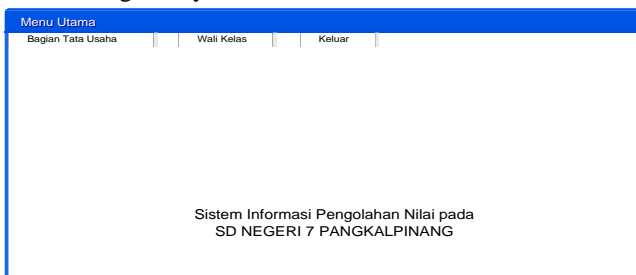 Menu Utama
Bagian Tata Usaha Wali Kelas Keluar
Sistem Informasi Pengolahan Nilai pada
SD NEGERI 7 PANGKALPINANG